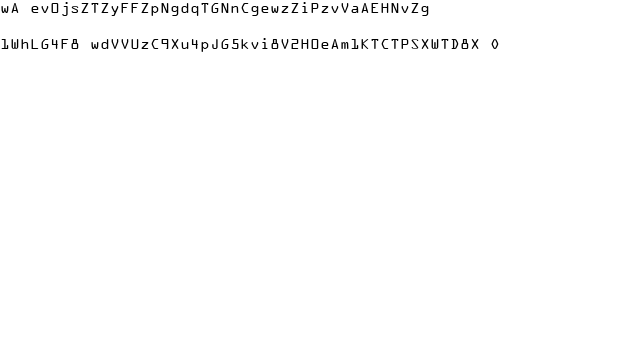 wA evOjsZTZyFFZpNgdqTGNnCgewzZiPzvVaAEHNvZg
1WhLG4F8 wdVVUzC9Xu4pJG5kvi8V2HOeAm1KTCTPSXWTD8X 0